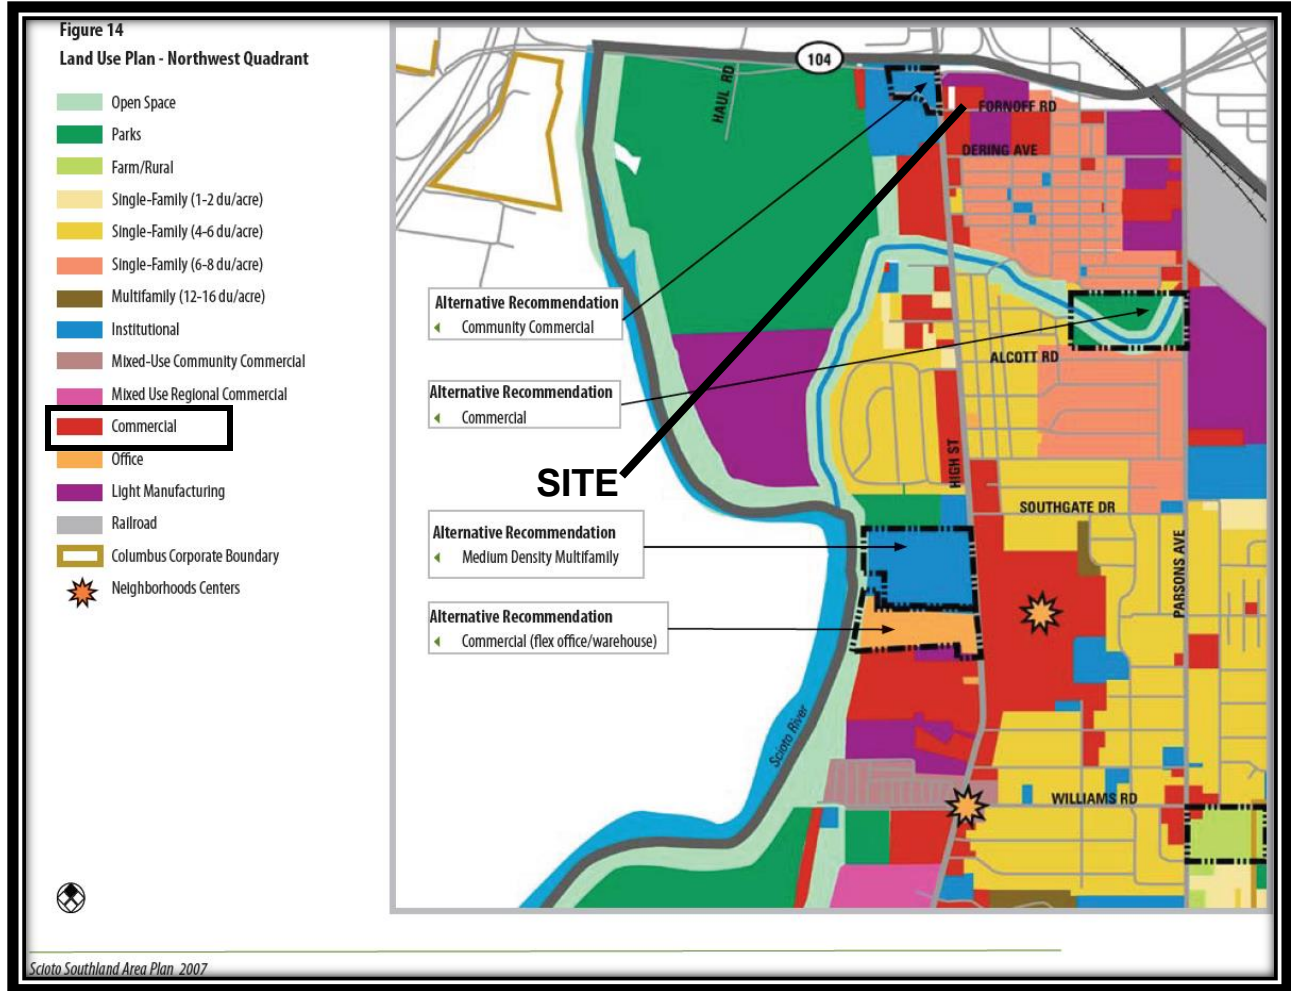 Figure 14
Land Use Plan - Northwest Quadrant
Open Space
Parks
Farm/Rural
Single-Family (1-2 du/acre)
Single-Family (4-6 du/acre)
Single-Family (6-8 du/acre)
Multifamily (12-16 du/acre)
Institutional
Mixed-Use Community Commercial
Mixed Use Regional Commercial
Commercial
Office
Light Manufacturing
Railroad
Columbus Corporate Boundary
Neighborhoods Centers
104
HAUL RD
FORNOFF RD
DERING AVE
Alternative Recommendation
Community Commercial
ALCOTT RD
Alternative Recommendation
Commercial
HIGH ST
SITE
SOUTHGATE DR
Alternative Recommendation
Medium Density Multifamily
PARSONS AVE
Alternative Recommendation
Commercial (flex office/warehouse)
Scioto River
WILLIAMS RD
Scioto Southland Area Plan 2007